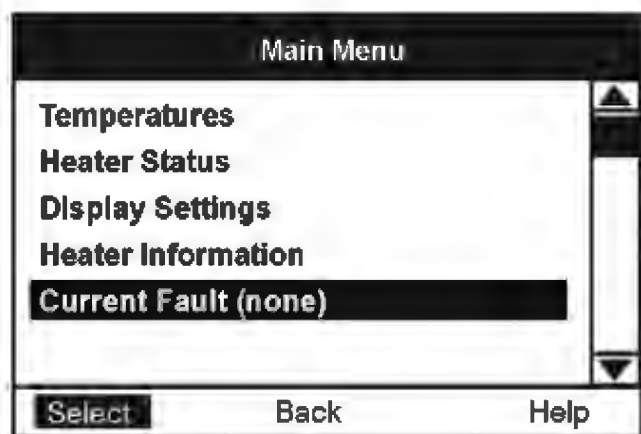 Main Menu
Temperatures
Heater Status
Display Settings
Heater Information
Current Fault (none)
Select Back Help